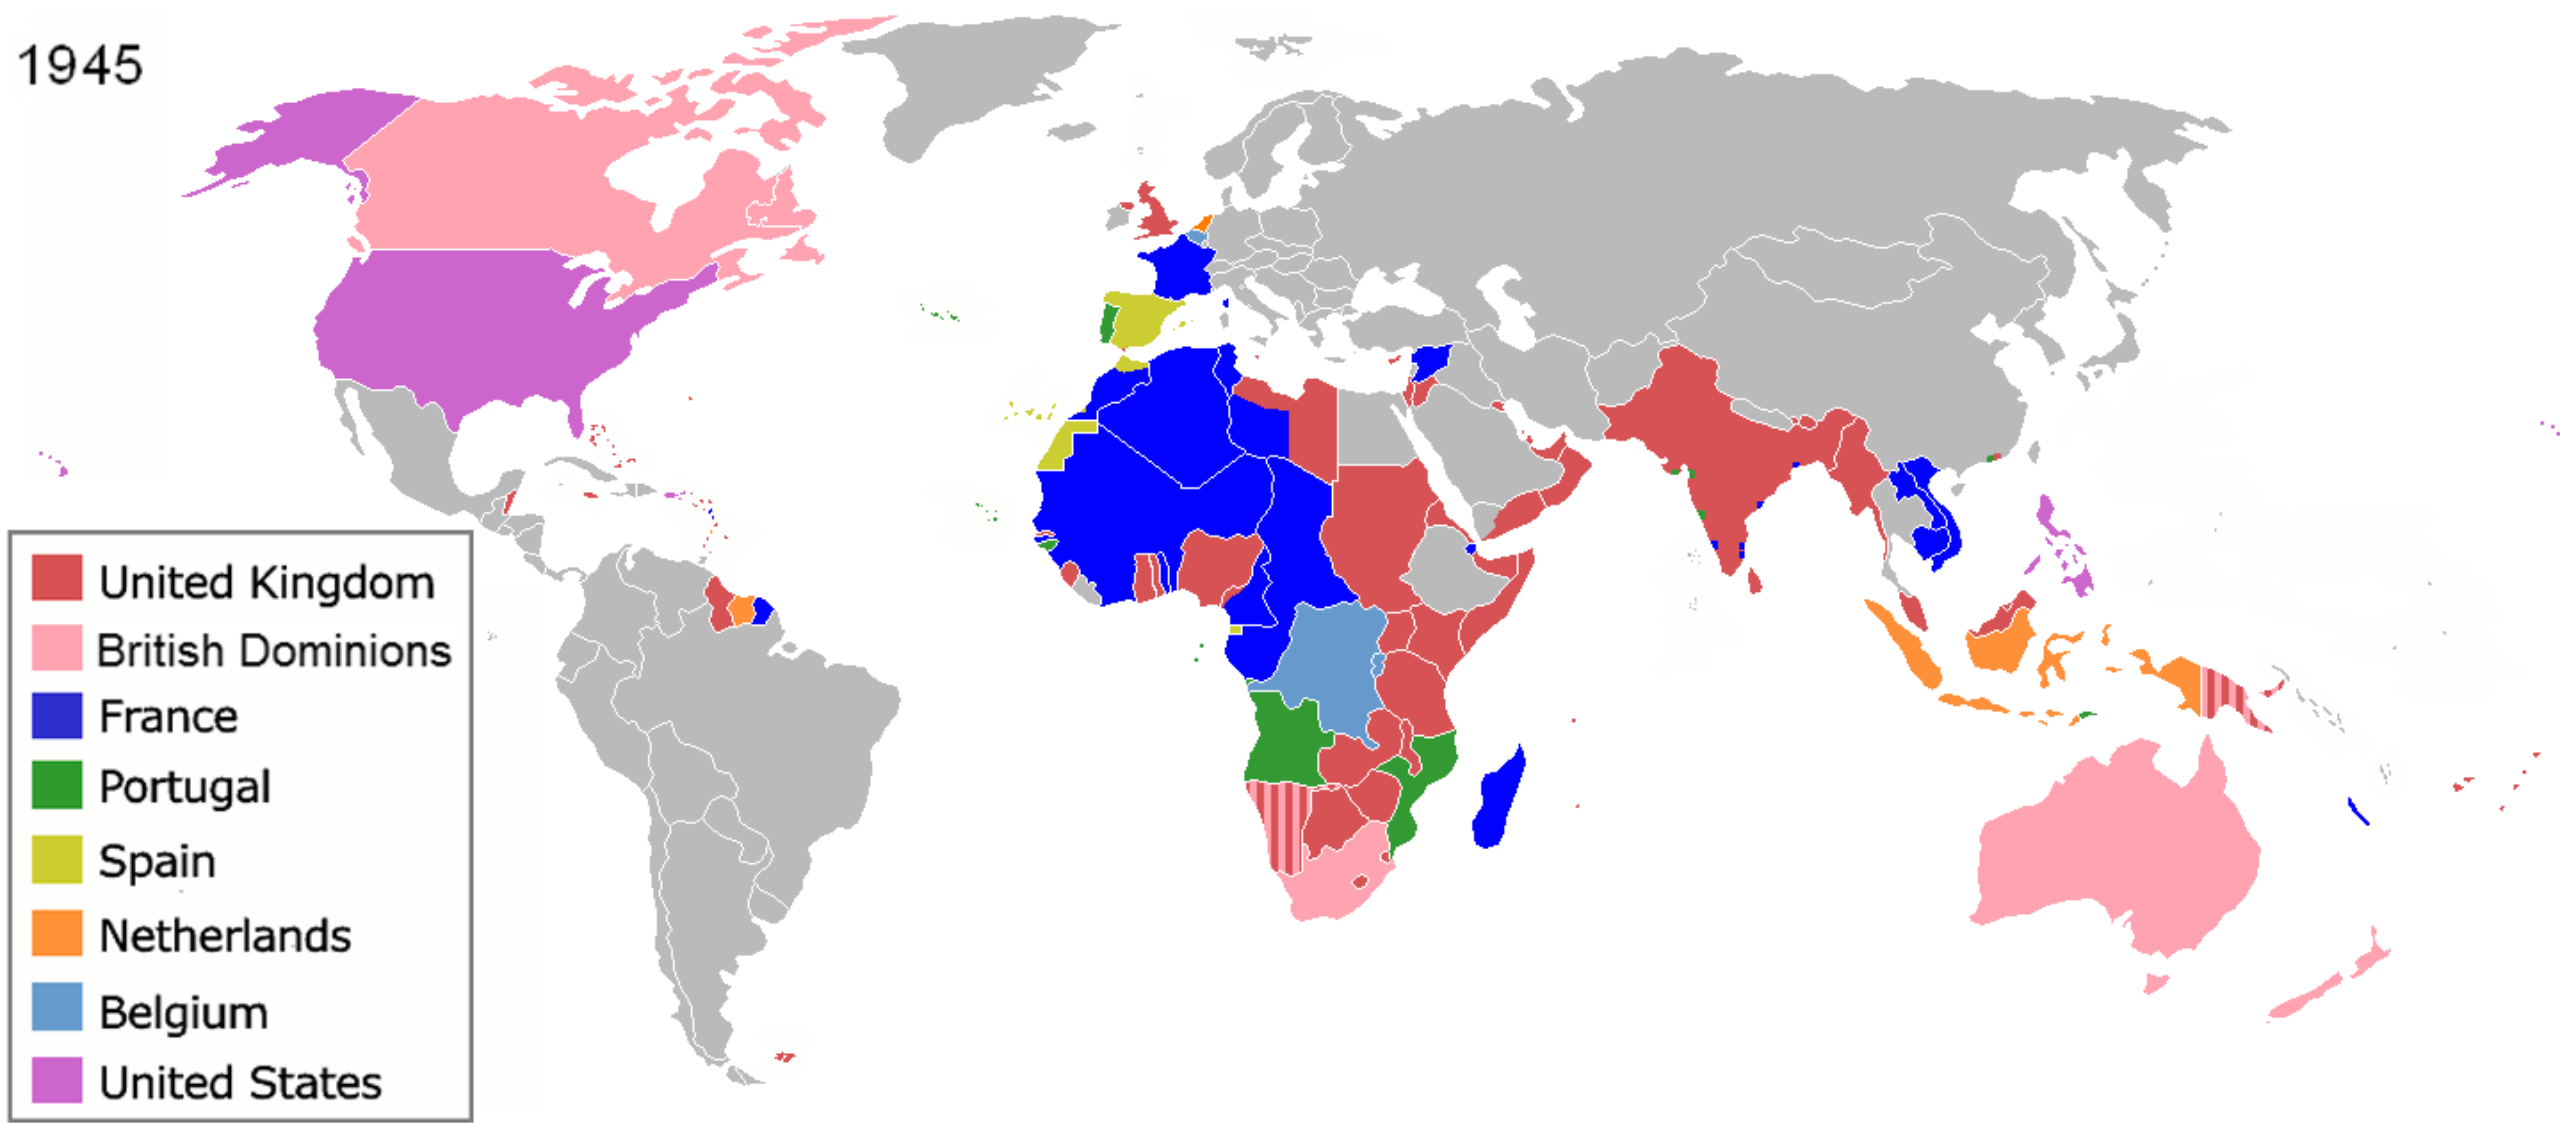 1945
United Kingdom
British Dominions
France
Portugal
Spain
Netherlands
Belgium
United States